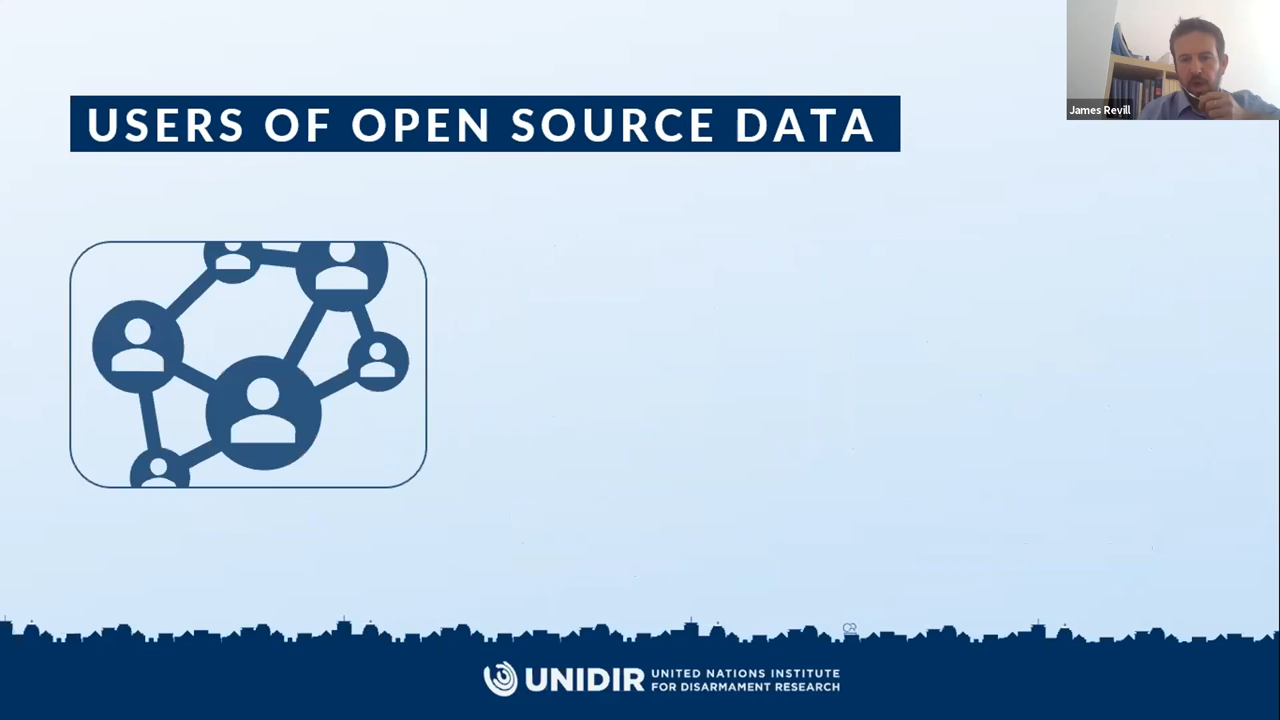 James Revill
USERS OF OPEN SOURCE DATA
UNIDIR
UNITED NATIONS INSTITUTE
FOR DISARMAMENT RESEARCH